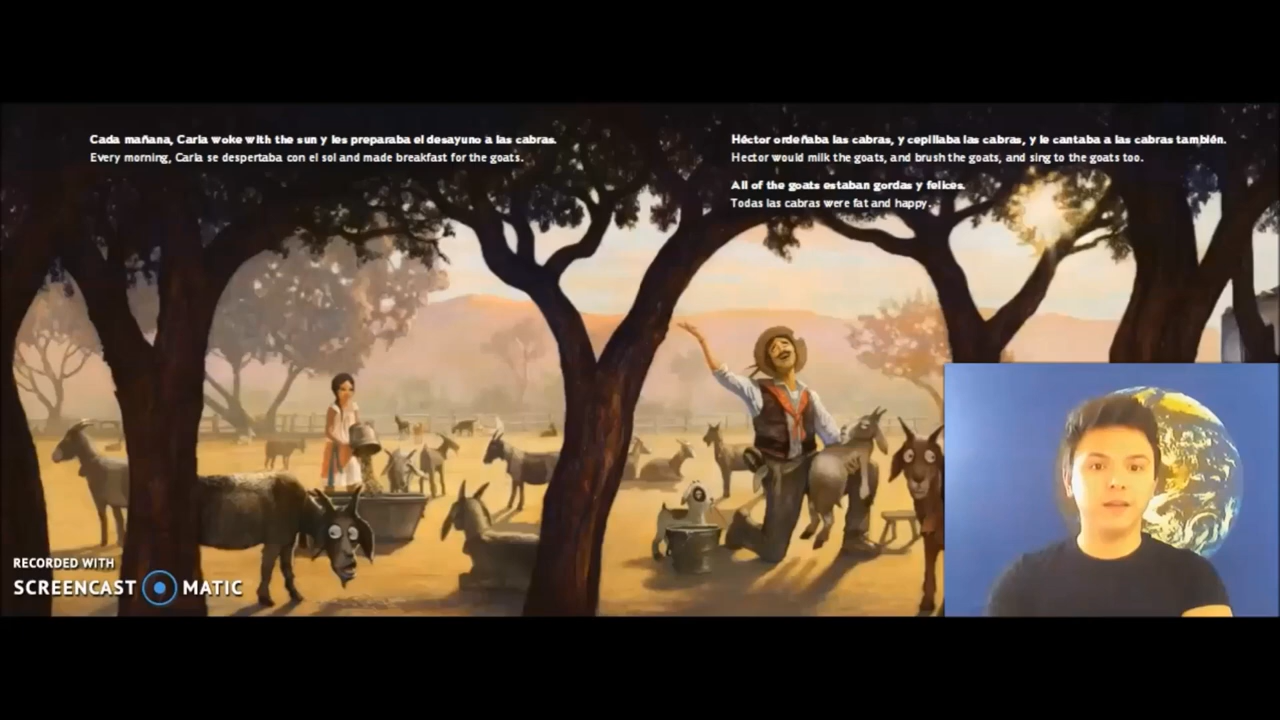 Cada mañana, Carla woke with the sun y les preparaba el desayuno a las cabras.
Every morning, Carla se despertaba con el sol and made breakfast for the goats.
Héctor ordeñaba las cabras, y cepillaba las cabras, y le cantaba a las cabras también.
Hector would milk the goats, and brush the goats, and sing to the goats too.
All of the goats estaban gordas y felices.
Todas las cabras were fat and happy.
RECORDED WITH
SCREENCAST MATIC